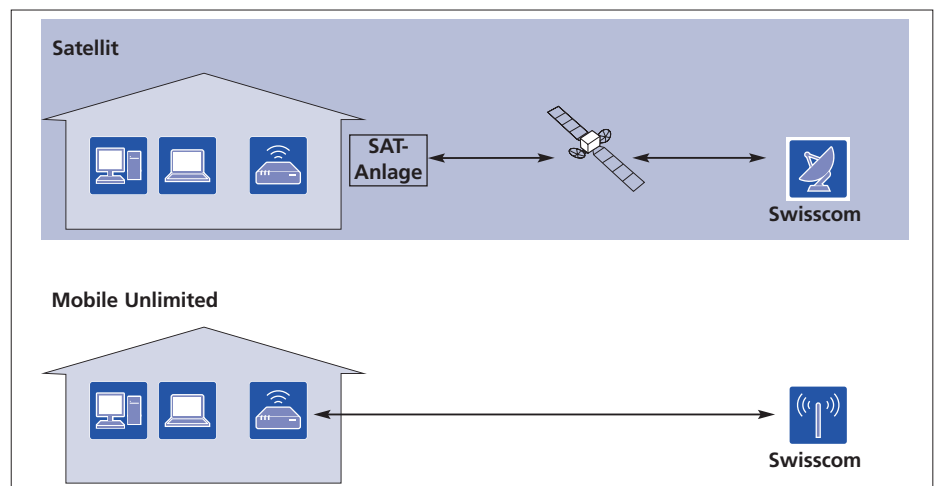 Satellit
SAT-
Anlage
Swisscom
Mobile Unlimited
Swisscom